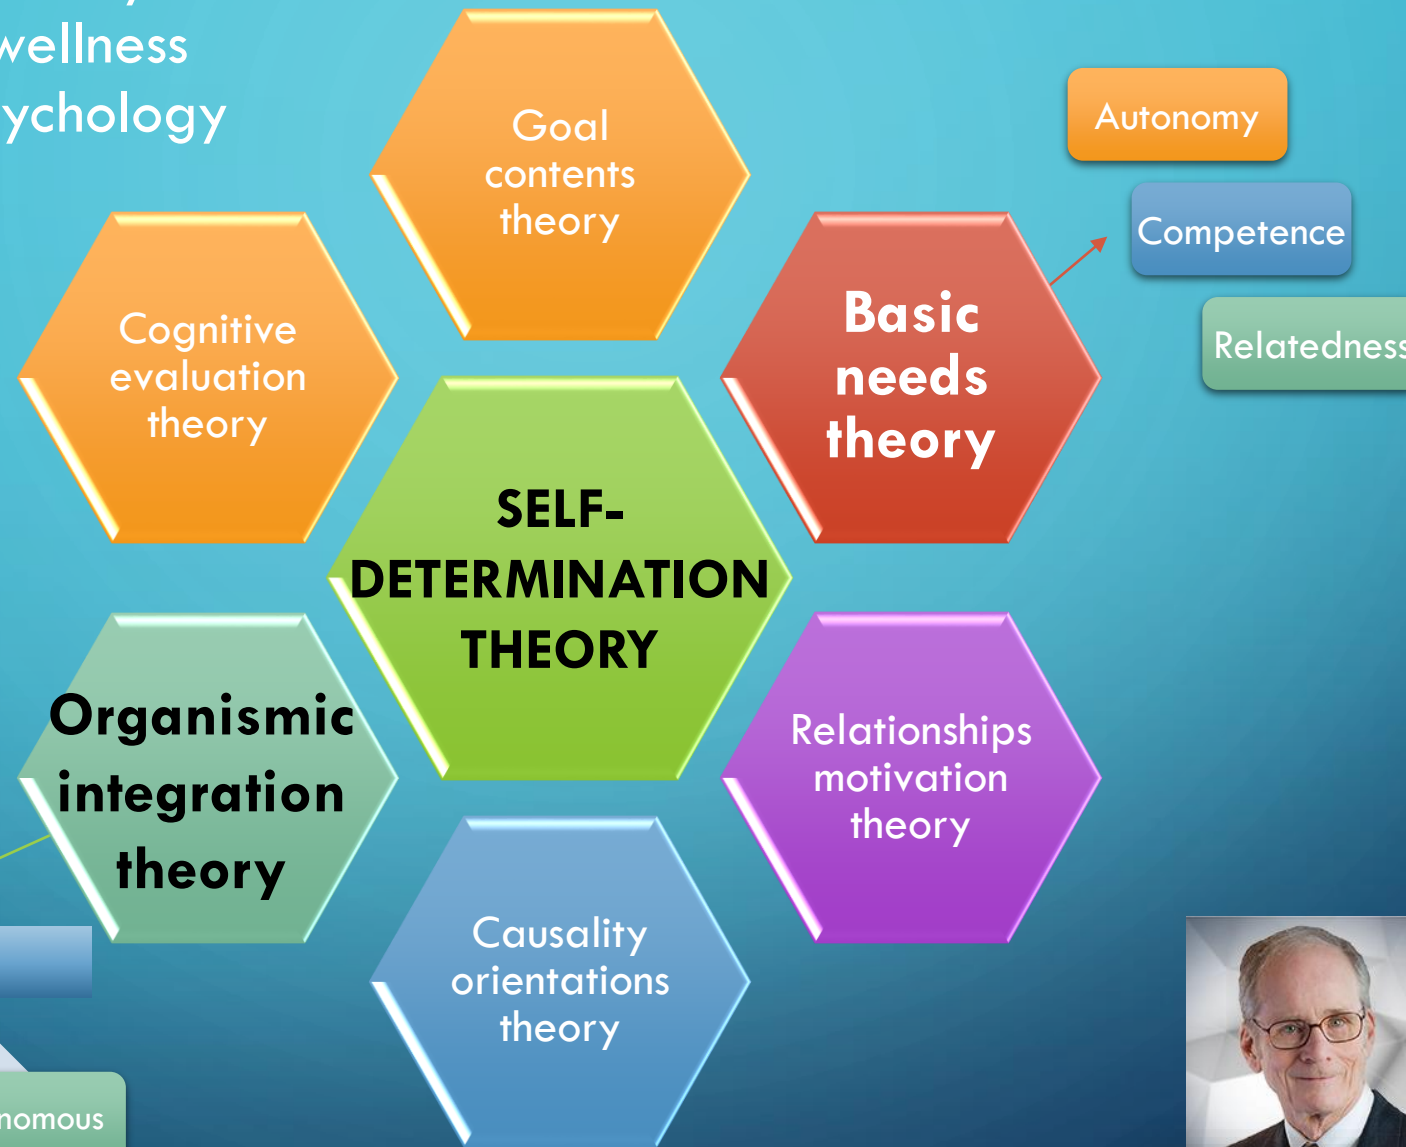 wellness
ychology
Goal
contents
theory
Autonomy
Competence
Relatedness
Cognitive
evaluation
theory
Basic
needs
theory
SELF-
DETERMINATION
THEORY
Organismic
integration
theory
Relationships
motivation
theory
Causality
orientations
theory
nomous